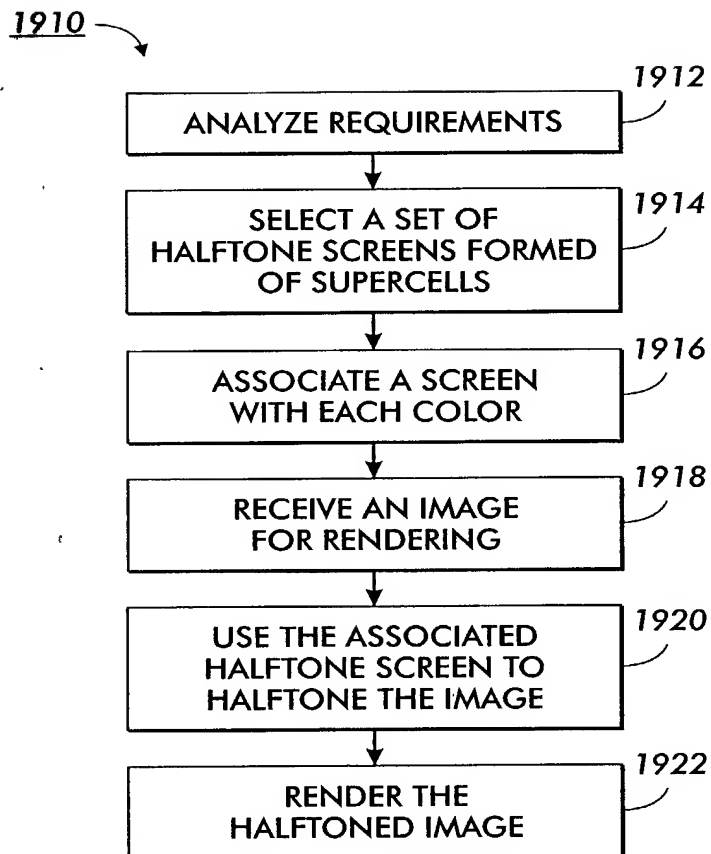 1910
1912
ANALYZE REQUIREMENTS
1914
SELECT A SET OF
HALFTONE SCREENS FORMED
OF SUPERCELLS
1916
ASSOCIATE A SCREEN
WITH EACH COLOR
1918
RECEIVE AN IMAGE
FOR RENDERING
1920
USE THE ASSOCIATED
HALFTONE SCREEN TO
HALFTONE THE IMAGE
1922
RENDER THE
HALFTONED IMAGE